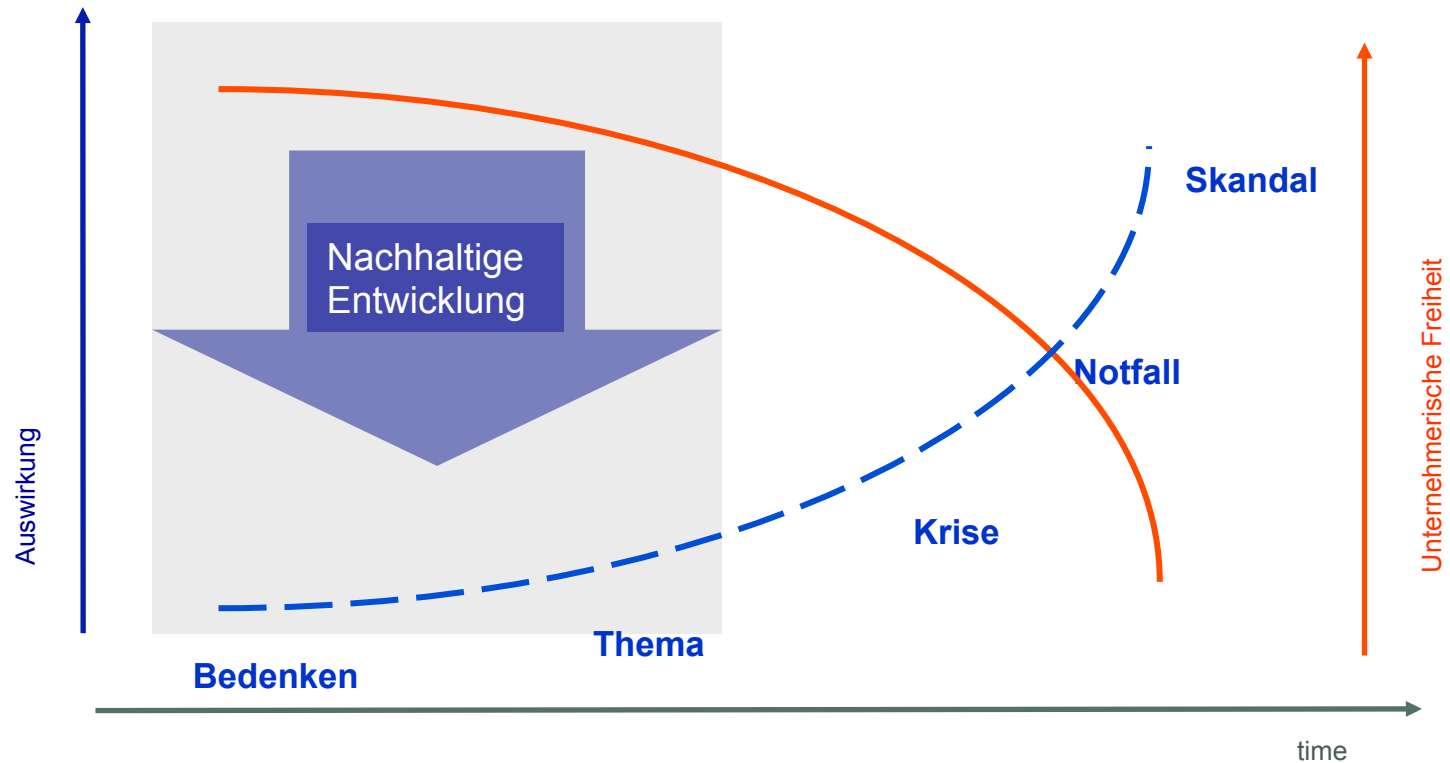 Skandal
Nachhaltige
Entwicklung
Notfall
Auswirkung
Unternehmerische Freiheit
Krise
Thema
Bedenken
time